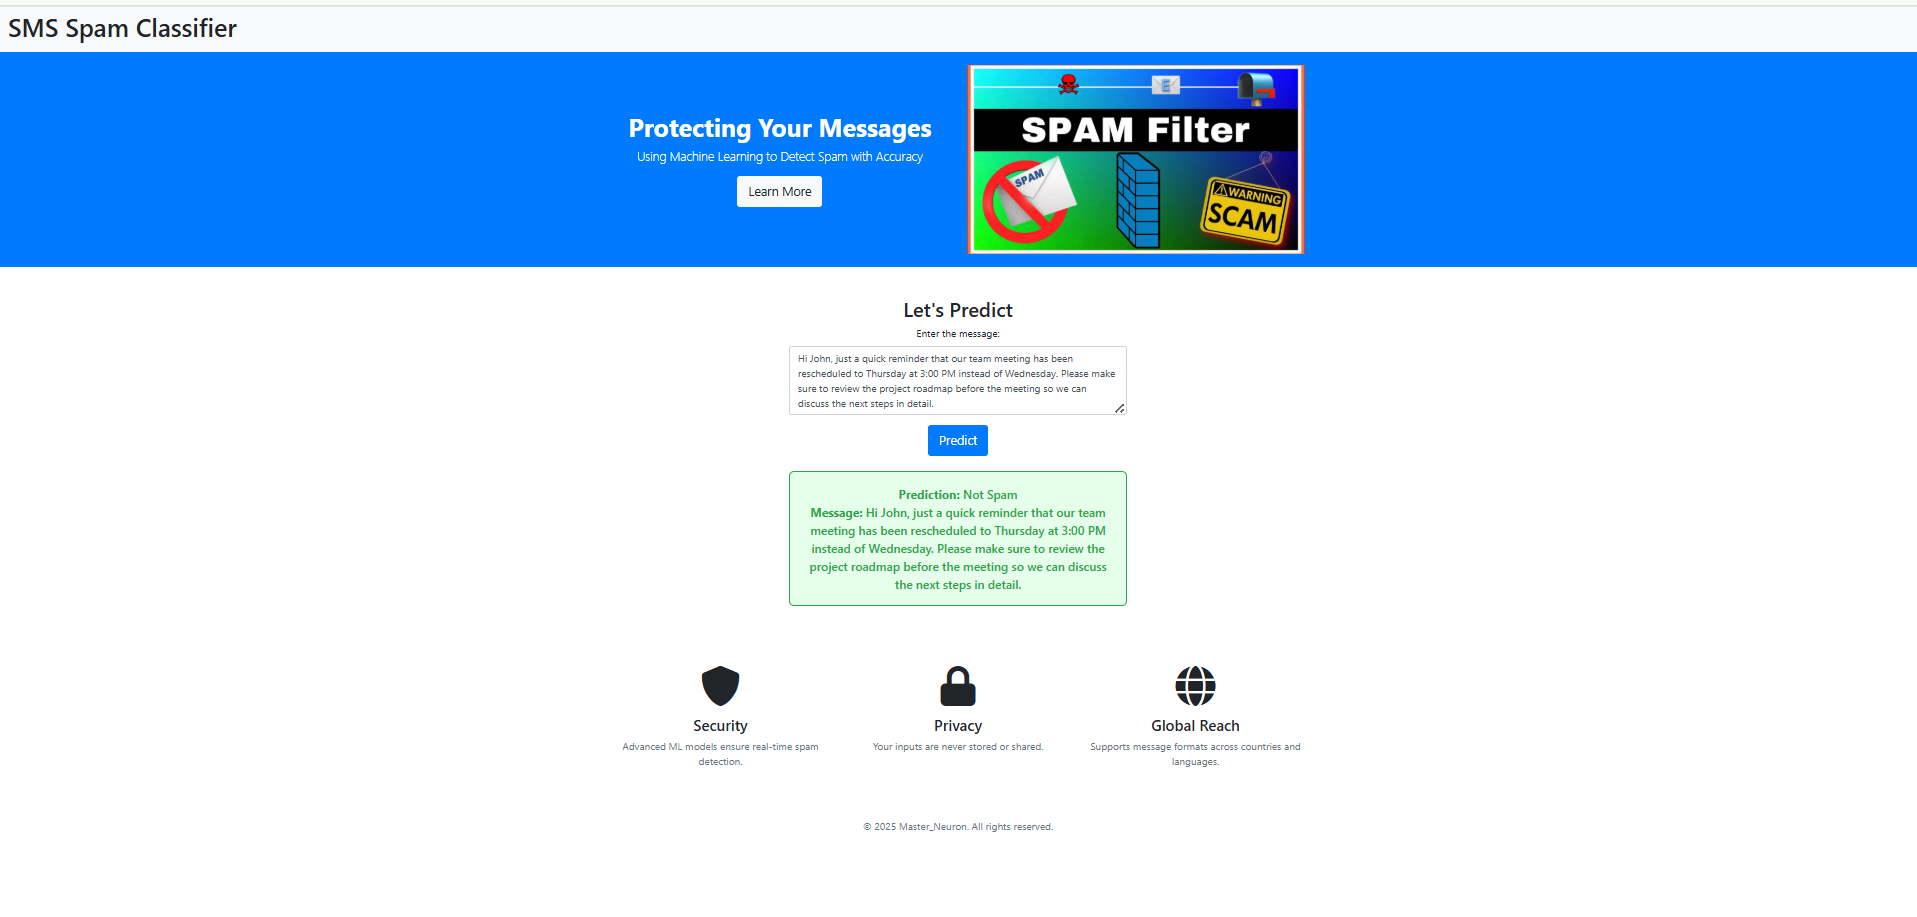 SMS Spam Classifier
Protecting Your Messages
Using Machine Learning to Detect Spam with Accuracy
Learn More
SPAM Filter
SPAM
WARNING
SCAM
Let's Predict
Enter the message:
Hi John, just a quick reminder that our team meeting has been
rescheduled to Thursday at 3:00 PM instead of Wednesday. Please make
sure to review the project roadmap before the meeting so we can
discuss the next steps in detail.
Predict
Prediction: Not Spam
Message: Hi John, just a quick reminder that our team
meeting has been rescheduled to Thursday at 3:00 PM
instead of Wednesday. Please make sure to review the
project roadmap before the meeting so we can discuss
the next steps in detail.
Security
Advanced ML models ensure real-time spam
detection.
Privacy
Your inputs are never stored or shared.
Global Reach
Supports message formats across countries and
languages.
© 2025 Master_Neuron. All rights reserved.